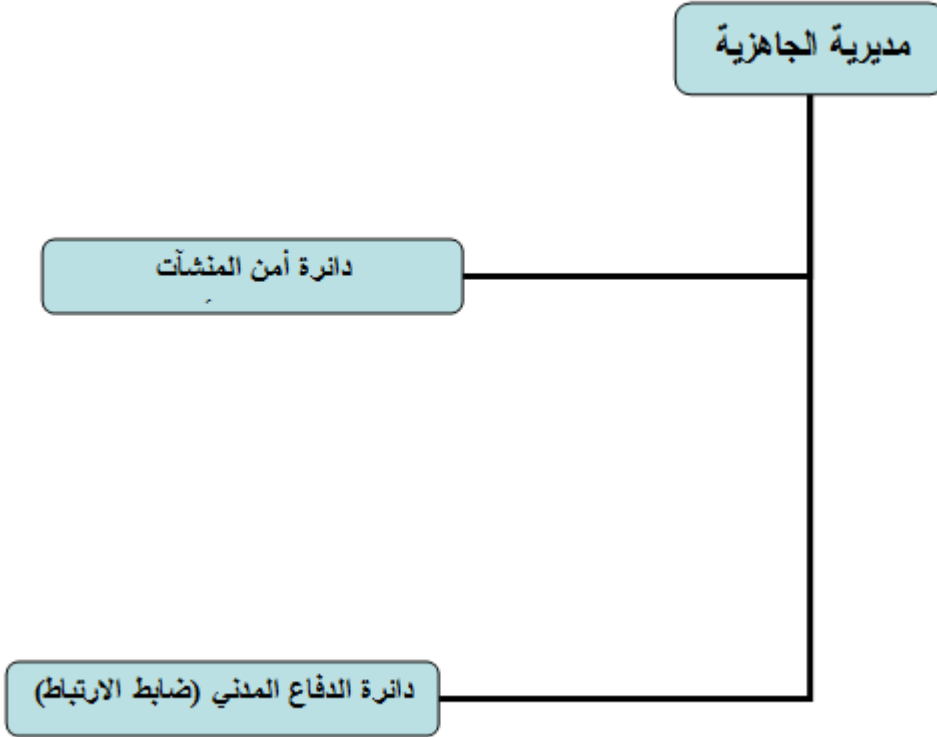 مديرية الجاهزية
دائرة أمن المنشآت
دائرة الدفاع المدني (ضابط الارتباط)